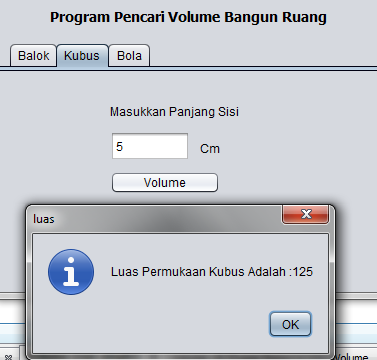 Program Pencari Volume Bangun Ruang
Balok Kubus Bola
Masukkan Panjang Sisi
5 Cm
Volume
luas
Luas Permukaan Kubus Adalah :125
OK
Volume